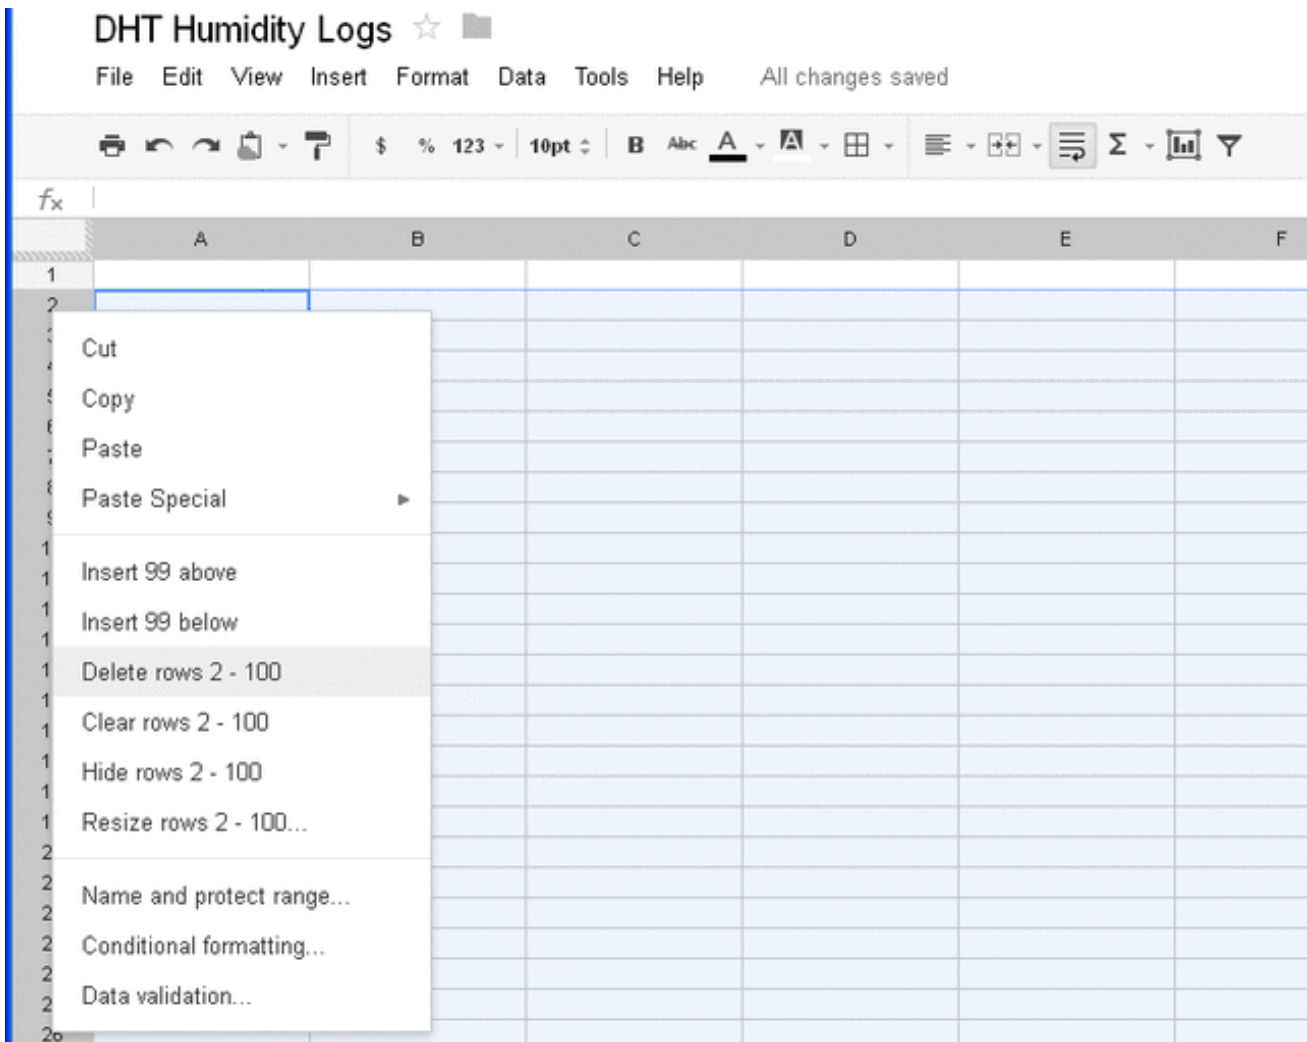 DHT Humidity Logs
File Edit View Insert Format Data Tools Help All changes saved
$ % 123 10pt B Abc A A Σ
fx
A B C D E F
1
2
Cut
Copy
Paste
Paste Special
Insert 99 above
Insert 99 below
Delete rows 2 - 100
Clear rows 2 - 100
Hide rows 2 - 100
Resize rows 2 - 100...
Name and protect range...
Conditional formatting...
Data validation...